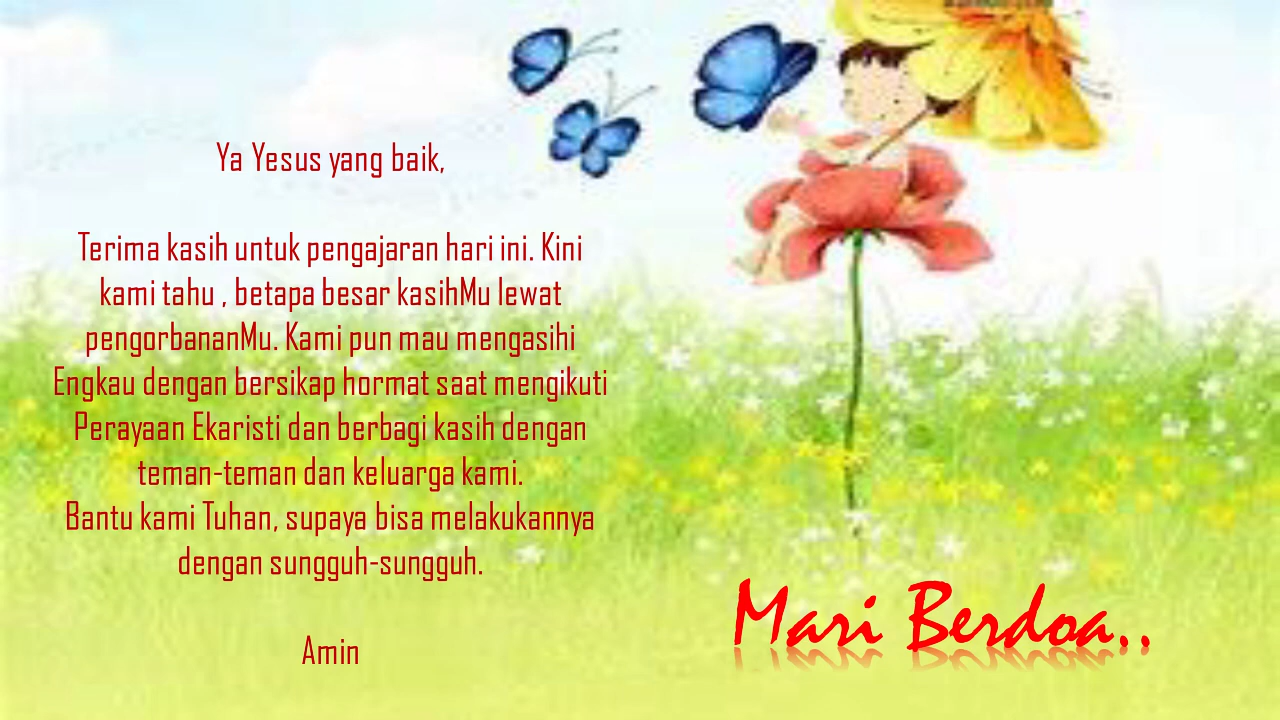 Ya Yesus yang baik,
Terima kasih untuk pengajaran hari ini. Kini
kami tahu , betapa besar kasihMu lewat
pengorbananMu. Kami pun mau mengasihi
Engkau dengan bersikap hormat saat mengikuti
Perayaan Ekaristi dan berbagi kasih dengan
teman-teman dan keluarga kami.
Bantu kami Tuhan, supaya bisa melakukannya
dengan sungguh-sungguh.
Amin
Mari Berdoa..